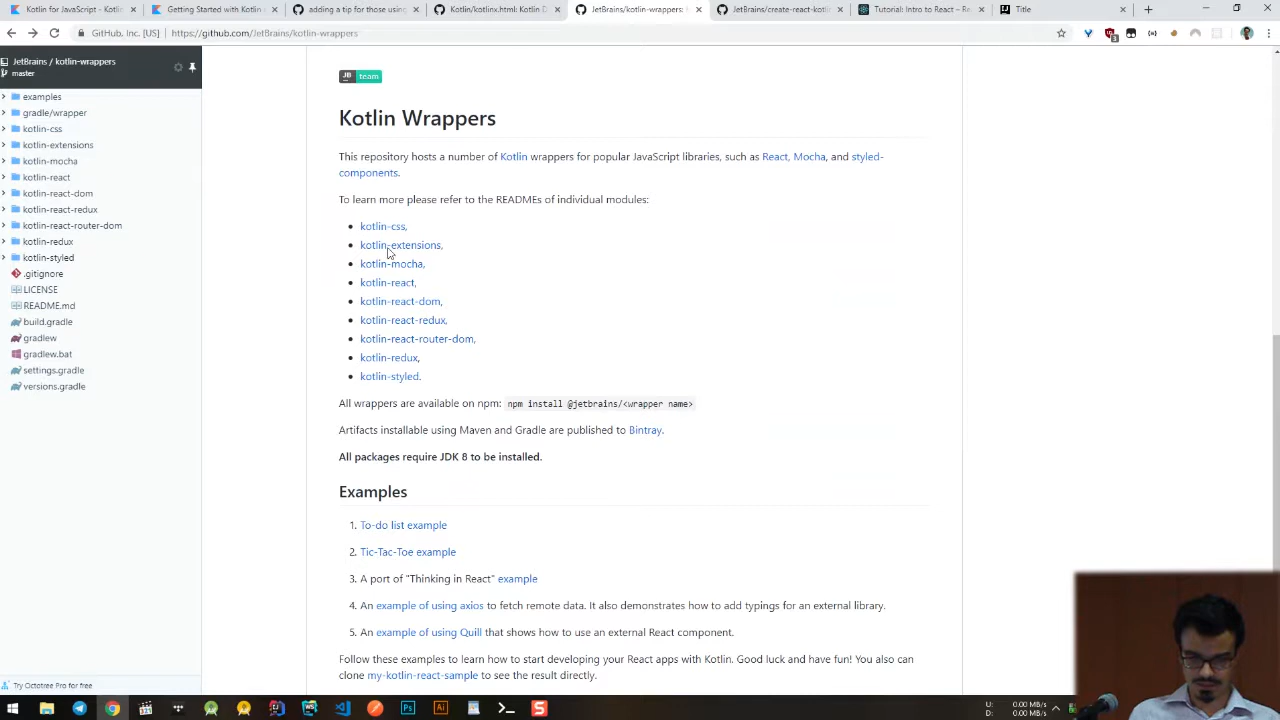 Kotlin for JavaScript - Kotl
Getting Started with Kotlin
adding a tip for those using
Kotlin/kotlinx.html: Kotlin D
JetBrains/kotlin-wrappers:
JetBrains/create-react-kotli
Tutorial: Intro to React – Re
Title
GitHub, Inc. [US]
https://github.com/JetBrains/kotlin-wrappers
JetBrains / kotlin-wrappers
master
examples
gradle/wrapper
kotlin-css
kotlin-extensions
kotlin-mocha
kotlin-react
kotlin-react-dom
kotlin-react-redux
kotlin-react-router-dom
kotlin-redux
kotlin-styled
.gitignore
LICENSE
README.md
build.gradle
gradlew
gradlew.bat
settings.gradle
versions.gradle
Try Octotree Pro for free
JB team
Kotlin Wrappers
This repository hosts a number of Kotlin wrappers for popular JavaScript libraries, such as React, Mocha, and styled-
components.
To learn more please refer to the READMEs of individual modules:
kotlin-css,
kotlin-extensions,
kotlin-mocha,
kotlin-react,
kotlin-react-dom,
kotlin-react-redux,
kotlin-react-router-dom,
kotlin-redux,
kotlin-styled.
All wrappers are available on npm: npm install @jetbrains/<wrapper name>
Artifacts installable using Maven and Gradle are published to Bintray.
All packages require JDK 8 to be installed.
Examples
1. To-do list example
2. Tic-Tac-Toe example
3. A port of "Thinking in React" example
4. An example of using axios to fetch remote data. It also demonstrates how to add typings for an external library.
5. An example of using Quill that shows how to use an external React component.
Follow these examples to learn how to start developing your React apps with Kotlin. Good luck and have fun! You also can
clone my-kotlin-react-sample to see the result directly.
U: 0.00 MB/s
D: 0.00 MB/s